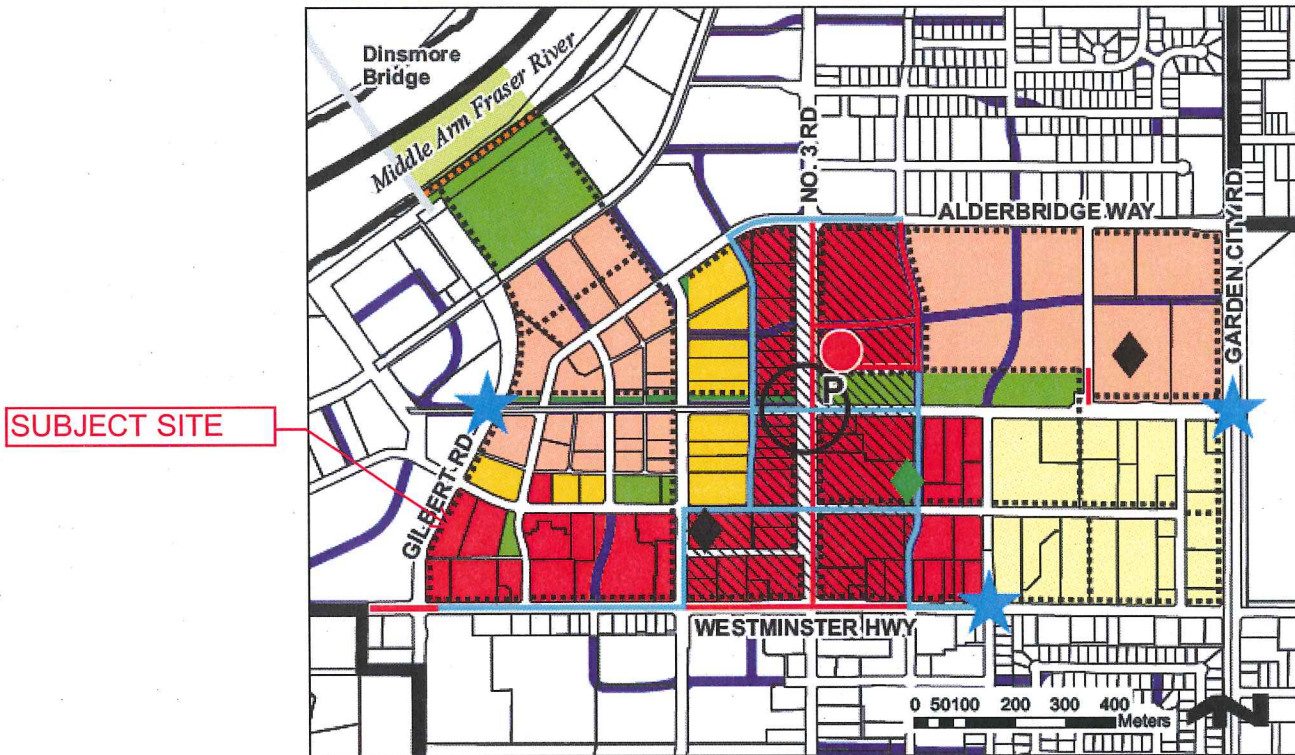 Dinsmore
Bridge
Middle Arm Fraser River
NO. 3 RD
ALDERBRIDGE WAY
GARDEN CITY RD
P
SUBJECT SITE
GILBERT RD
WESTMINSTER HWY
0 50100 200 300 400
Meters